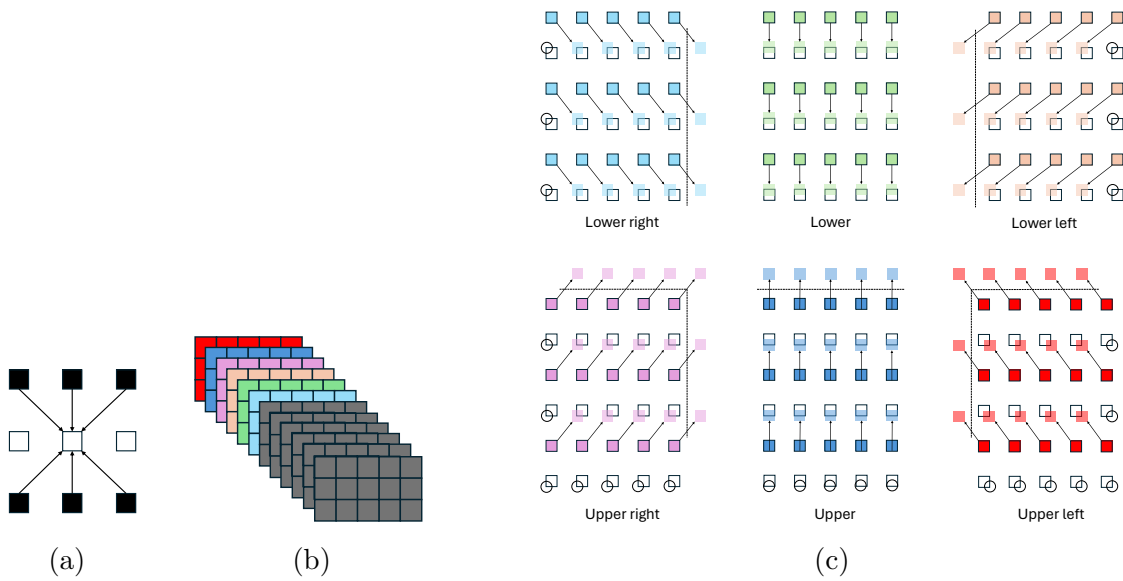 Lower right
Lower
Lower left
Upper right
Upper
Upper left
(a)
(b)
(c)